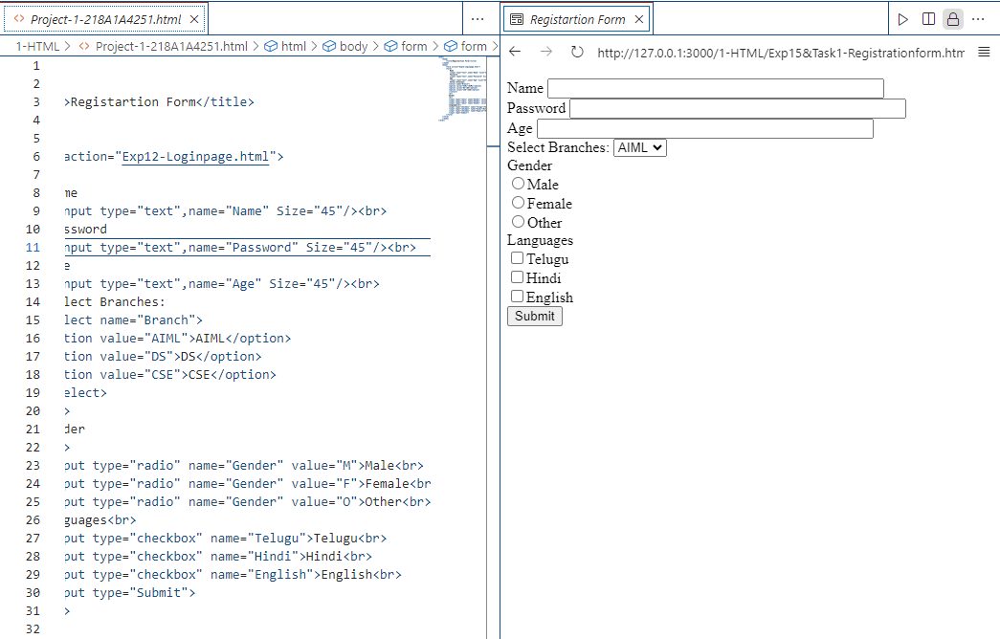 Project-1-218A1A4251.html
1-HTML > Project-1-218A1A4251.html > html > body > form > form >
1
2
3 >Registartion Form</title>
4
5
6 action="Exp12-Loginpage.html">
7
8 me
9 nput type="text",name="Name" Size="45"/><br>
10 ssword
11 nput type="text",name="Password" Size="45"/><br>
12 e
13 nput type="text",name="Age" Size="45"/><br>
14 lect Branches:
15 lect name="Branch">
16 tion value="AIML">AIML</option>
17 tion value="DS">DS</option>
18 tion value="CSE">CSE</option>
19 elect>
20 >
21 der
22 >
23 put type="radio" name="Gender" value="M">Male<br>
24 put type="radio" name="Gender" value="F">Female<br
25 put type="radio" name="Gender" value="O">Other<br>
26 guages<br>
27 put type="checkbox" name="Telugu">Telugu<br>
28 put type="checkbox" name="Hindi">Hindi<br>
29 put type="checkbox" name="English">English<br>
30 put type="Submit">
31 >
32
Registartion Form
http://127.0.0.1:3000/1-HTML/Exp15&Task1-Registrationform.htm
Name
Password
Age
Select Branches: AIML
Gender
Male
Female
Other
Languages
Telugu
Hindi
English
Submit